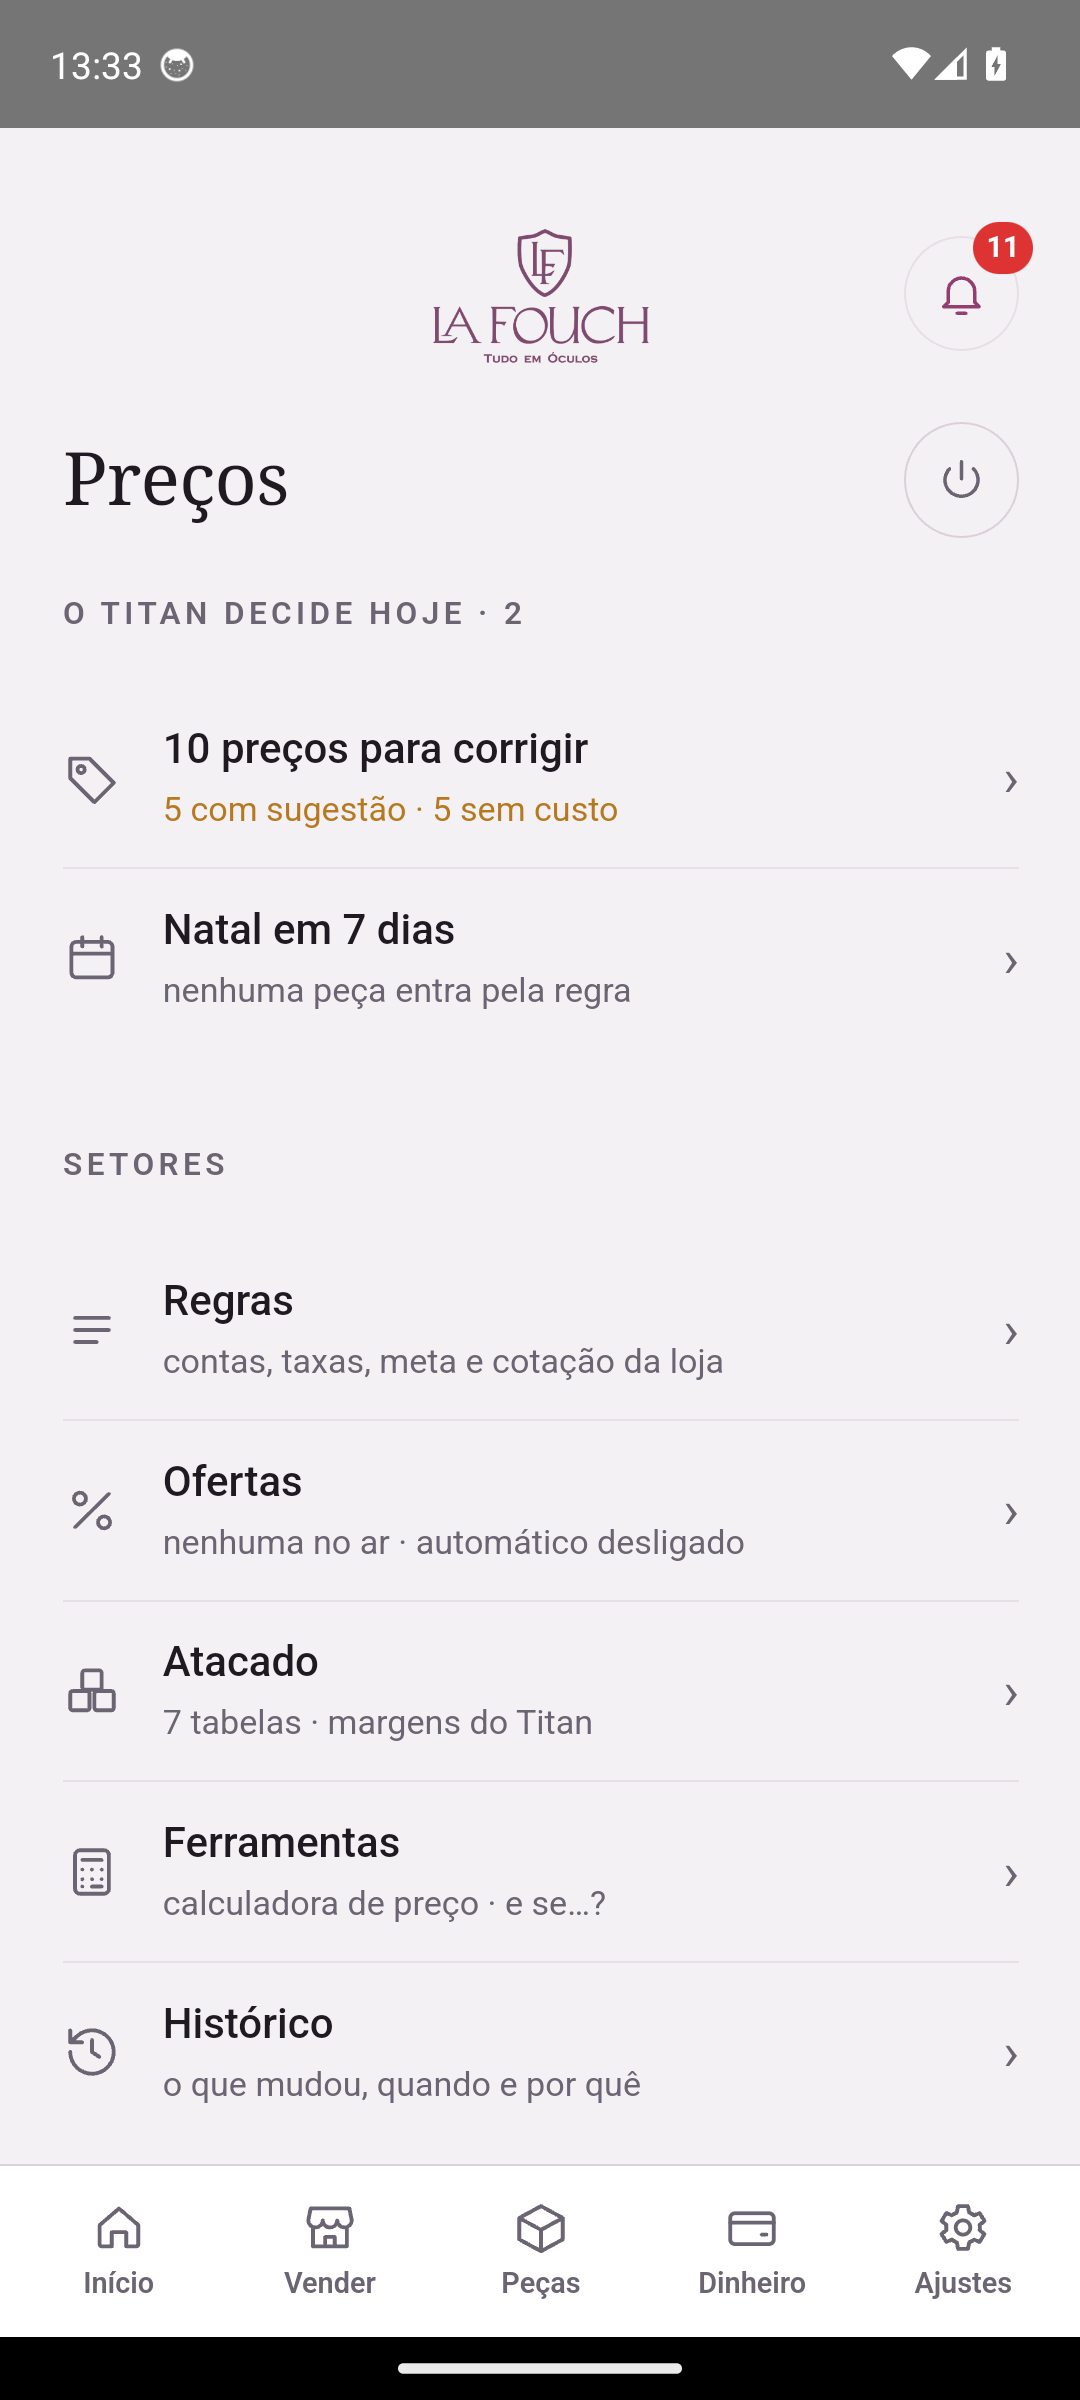 13:33
LF
LA FOUCH
TUDO EM ÓCULOS
11
Preços
O TITAN DECIDE HOJE · 2
10 preços para corrigir
5 com sugestão · 5 sem custo
Natal em 7 dias
nenhuma peça entra pela regra
SETORES
Regras
contas, taxas, meta e cotação da loja
Ofertas
nenhuma no ar · automático desligado
Atacado
7 tabelas · margens do Titan
Ferramentas
calculadora de preço · e se...?
Histórico
o que mudou, quando e por quê
Início
Vender
Peças
Dinheiro
Ajustes